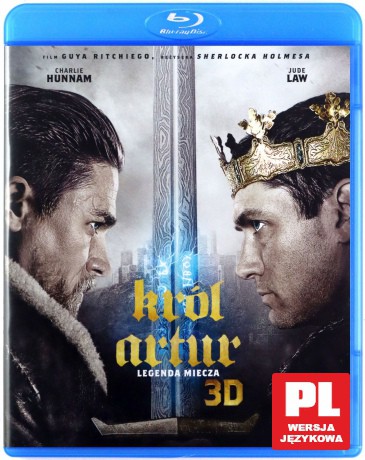 Blu-ray Disc
FILM GUYA RITCHIEGO, REŻYSERA SHERLOCKA HOLMESA
CHARLIE
HUNNAM
JUDE
LAW
król
artur
LEGENDA MIECZA
3D
PL
WERSJA
JĘZYKOWA